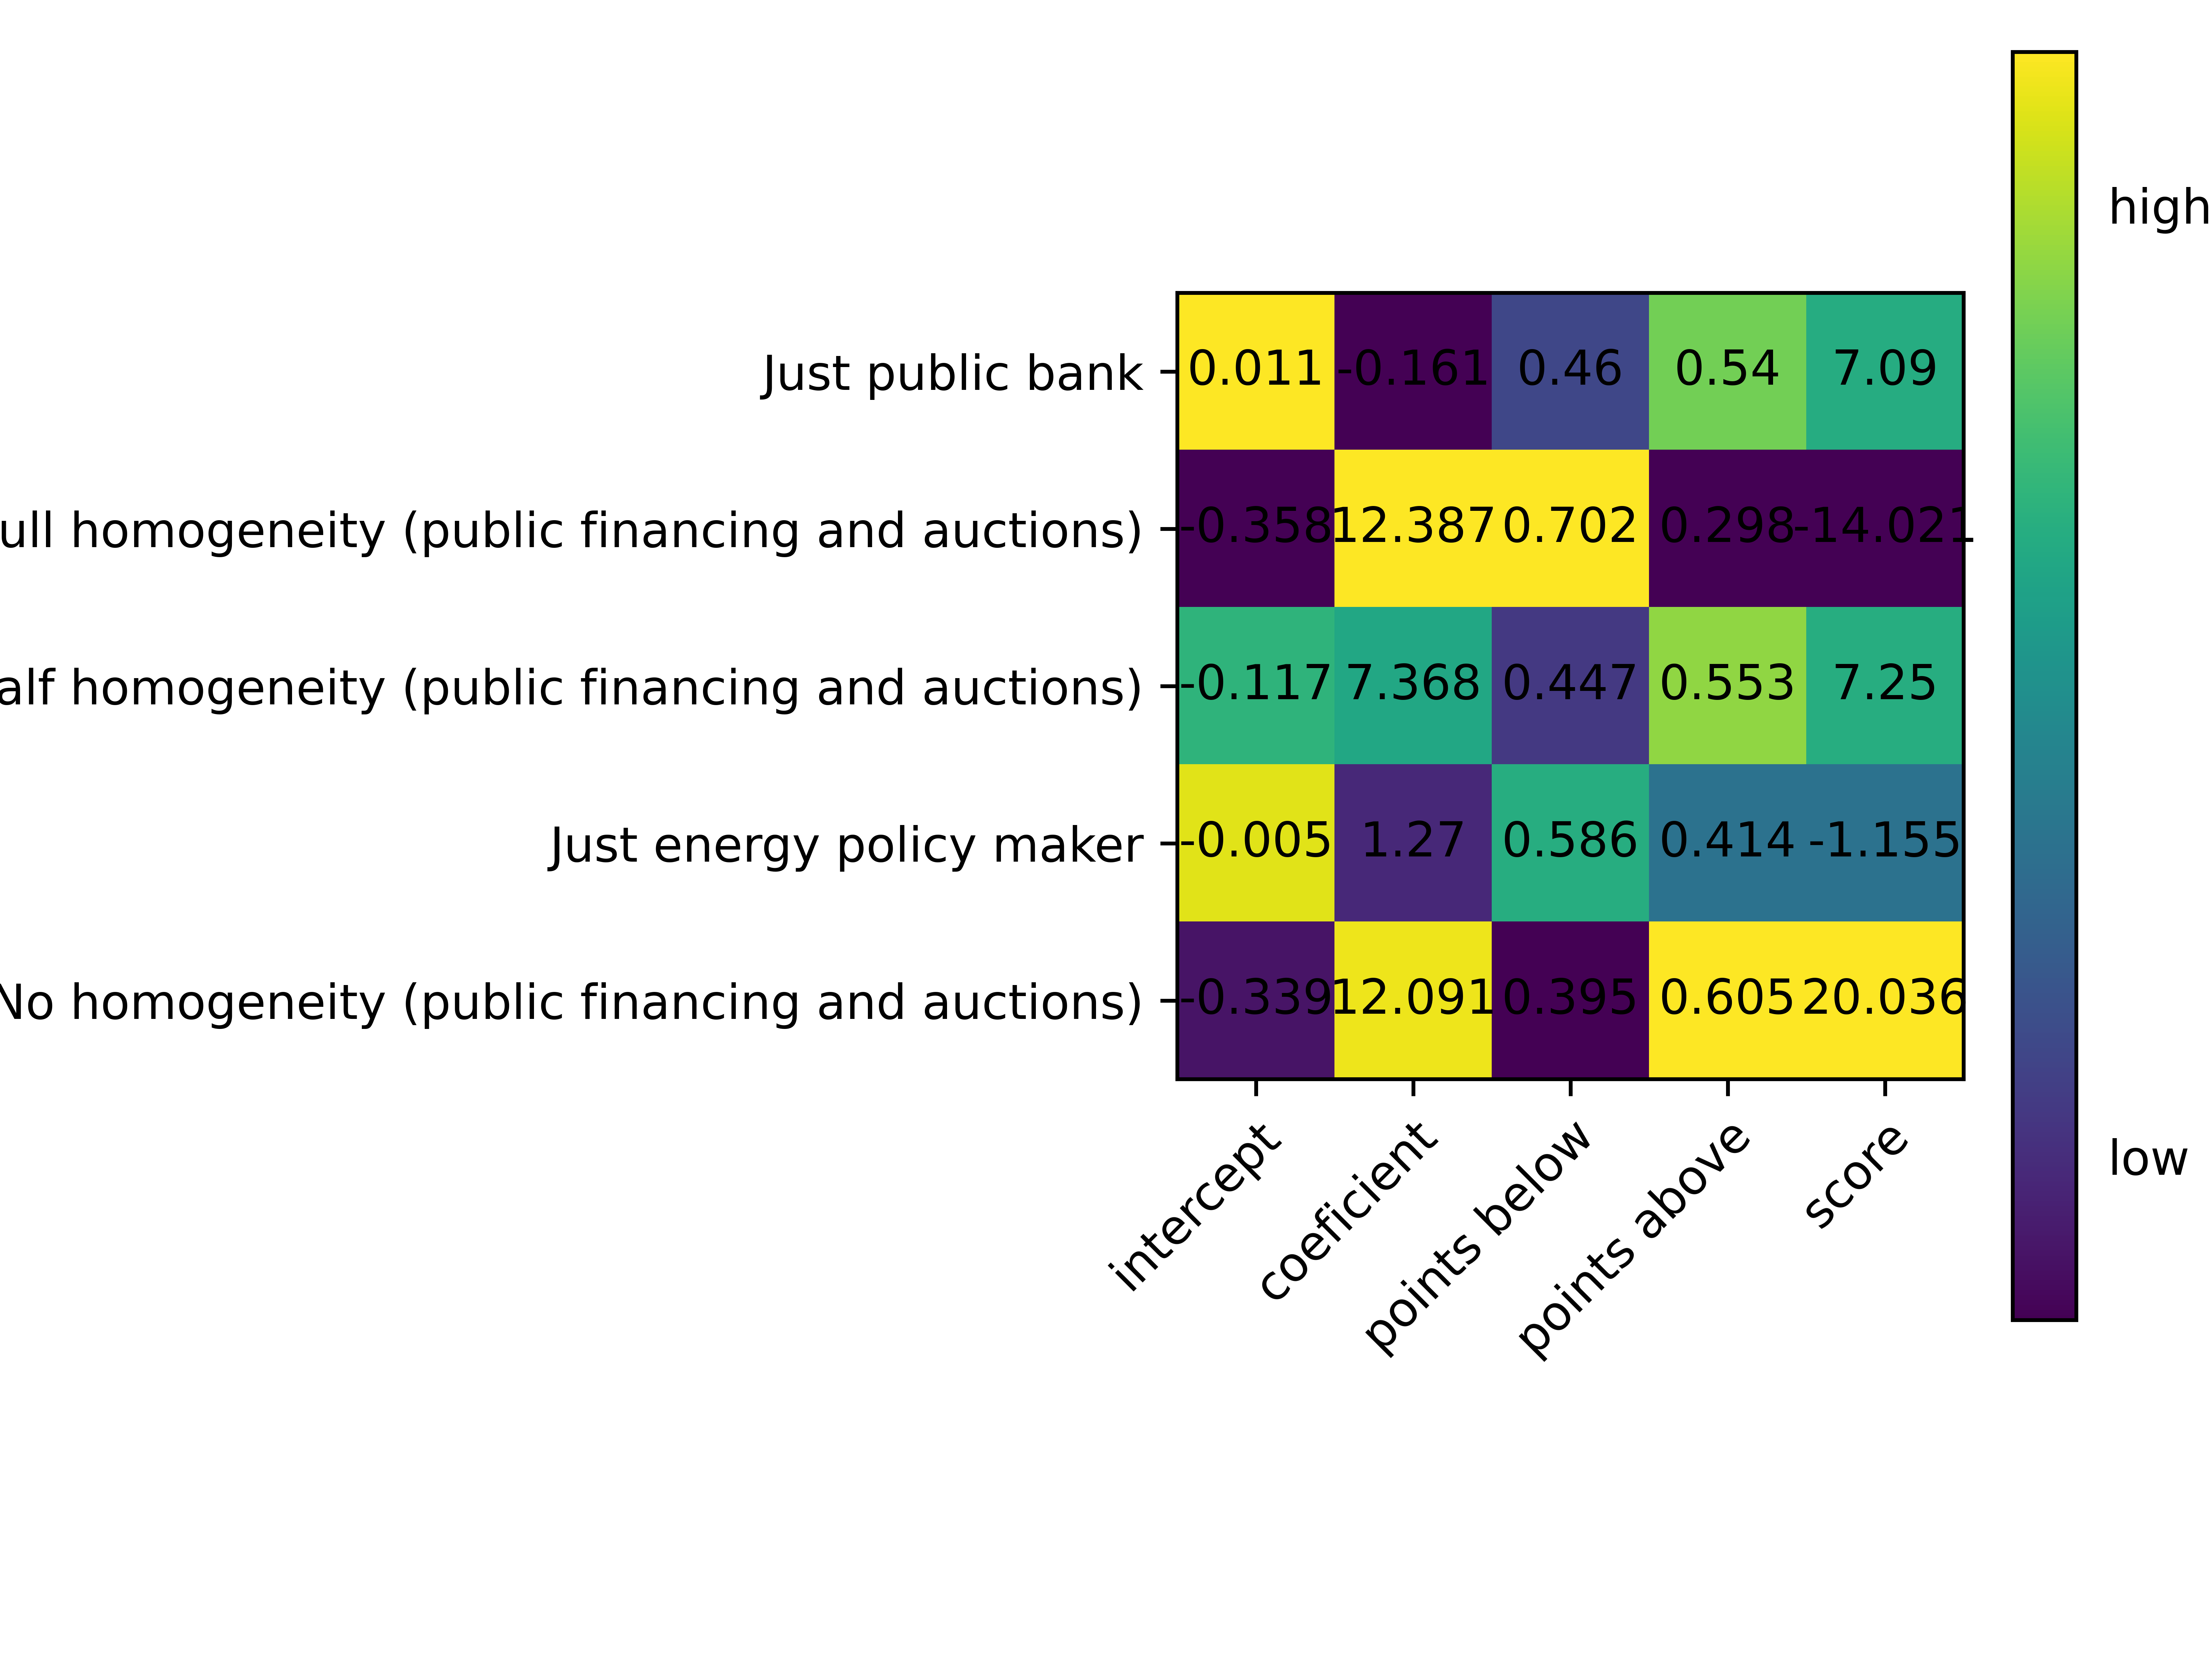 high
Just public bank 0.011 -0.161 0.46 0.54 7.09
ull homogeneity (public financing and auctions) -0.358 12.387 0.702 0.298 -14.021
alf homogeneity (public financing and auctions) -0.117 7.368 0.447 0.553 7.25
Just energy policy maker -0.005 1.27 0.586 0.414 -1.155
No homogeneity (public financing and auctions) -0.339 12.091 0.395 0.605 20.036
intercept coeficient points below points above score
low